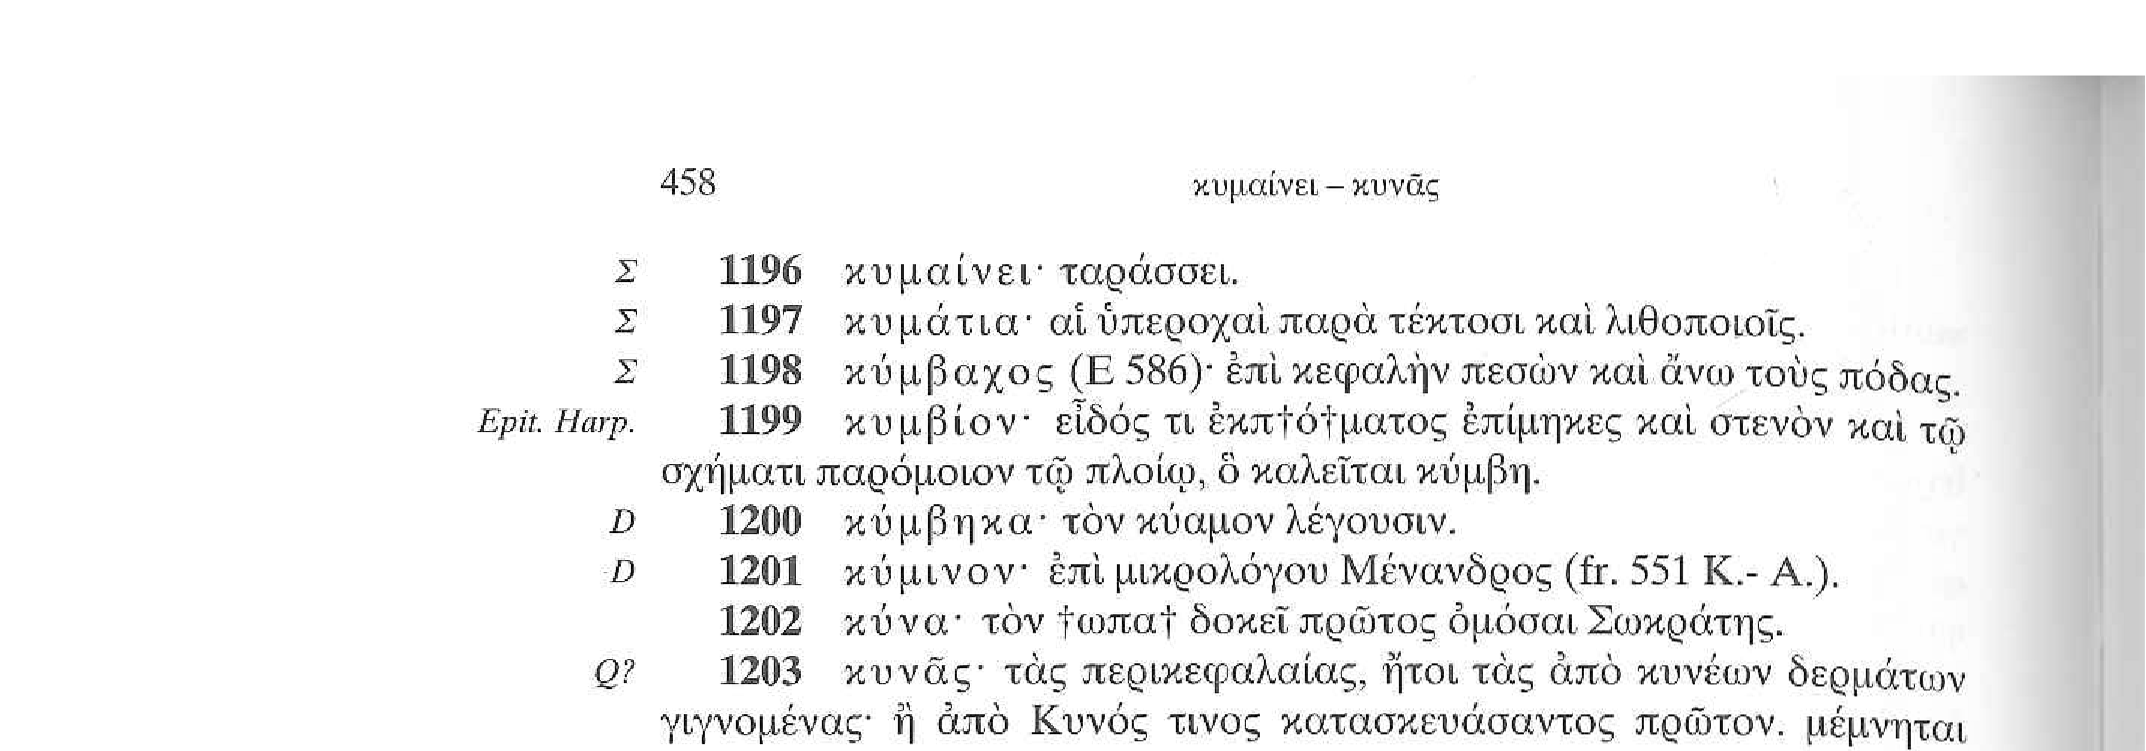 458 κυμαίνει – κυνᾶς
Σ 1196 κυμαίνει· ταράσσει.
Σ 1197 κυμάτια· αἱ ὑπεροχαὶ παρὰ τέκτοσι καὶ λιθοποιοῖς.
Σ 1198 κύμβαχος (Ε 586)· ἐπὶ κεφαλὴν πεσὼν καὶ ἄνω τοὺς πόδας.
Epit. Harp. 1199 κυμβίον· εἶδός τι ἐκπ†ό†ματος ἐπίμηκες καὶ στενὸν καὶ τῷ
σχήματι παρόμοιον τῷ πλοίῳ, ὃ καλεῖται κύμβη.
D 1200 κύμβηκα· τὸν κύαμον λέγουσιν.
D 1201 κύμινον· ἐπὶ μικρολόγου Μένανδρος (fr. 551 K.- A.).
1202 κύνα· τὸν †ωπα† δοκεῖ πρῶτος ὀμόσαι Σωκράτης.
Q? 1203 κυνᾶς· τὰς περικεφαλαίας, ἤτοι τὰς ἀπὸ κυνέων δερμάτων
γιγνομένας· ἢ ἀπὸ Κυνός τινος κατασκευάσαντος πρῶτον. μέμνηται